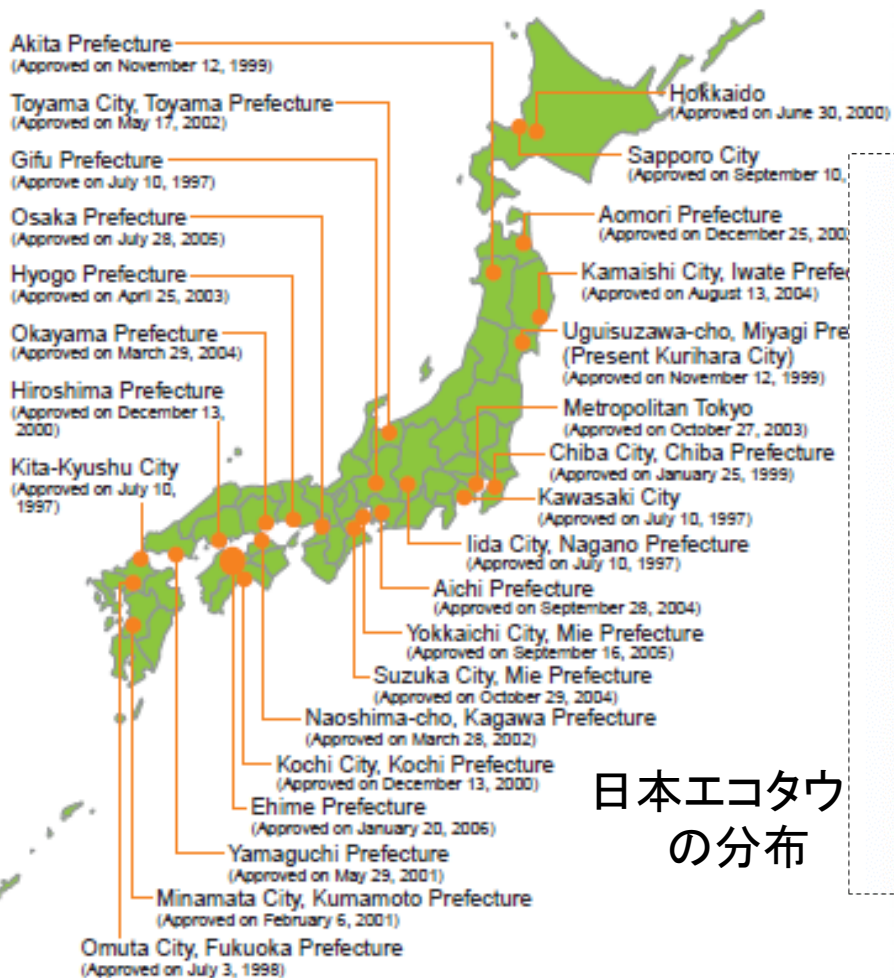 Akita Prefecture
(Approved on November 12, 1999)
Toyama City, Toyama Prefecture
(Approved on May 17, 2002)
Gifu Prefecture
(Approve on July 10, 1997)
Osaka Prefecture
(Approved on July 28, 2005)
Hyogo Prefecture
(Approved on April 25, 2003)
Okayama Prefecture
(Approved on March 29, 2004)
Hiroshima Prefecture
(Approved on December 13,
2000)
Kita-Kyushu City
(Approved on July 10,
1997)
Hokkaido
(Approved on June 30, 2000)
Sapporo City
(Approved on September 10,
Aomori Prefecture
(Approved on December 25,
Kamaishi City, Iwate
(Approved on August 13, 2004)
Uguisuzawa-cho, Miyagi
(Present Kurihara City)
(Approved on November 12, 1999)
Metropolitan Tokyo
(Approved on October 27, 2003)
Chiba City, Chiba Prefecture
(Approved on January 25, 1999)
Kawasaki City
(Approved on July 10, 1997)
Iida City, Nagano Prefecture
(Approved on July 10, 1997)
Aichi Prefecture
(Approved on September 28, 2004)
Yokkaichi City, Mie Prefecture
(Approved on September 16, 2005)
Suzuka City, Mie Prefecture
(Approved on October 29, 2004)
Naoshima-cho, Kagawa Prefecture
(Approved on March 28, 2002)
Kochi City, Kochi Prefecture
(Approved on December 13, 2000)
Ehime Prefecture
(Approved on January 20, 2006)
Yamaguchi Prefecture
(Approved on May 29, 2001)
Minamata City, Kumamoto Prefecture
(Approved on February 6, 2001)
Omuta City, Fukuoka Prefecture
(Approved on July 3, 1998)
日本エコタウ
の分布